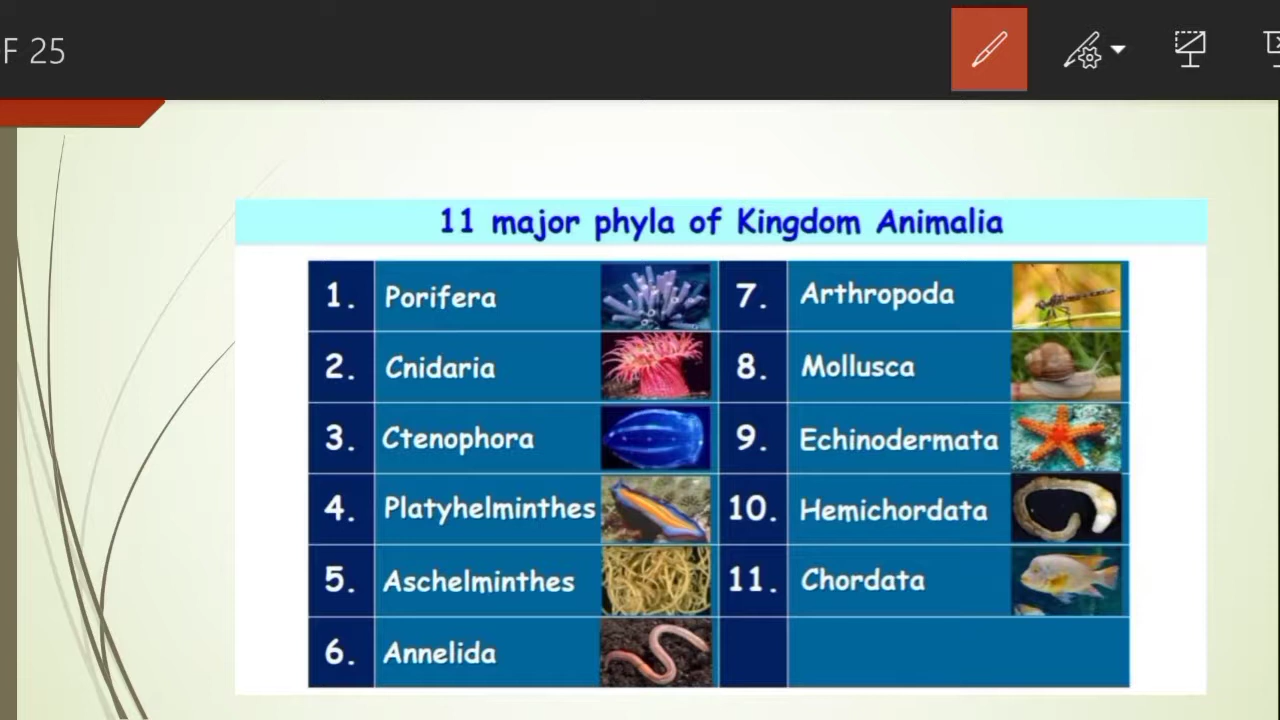 F 25
11 major phyla of Kingdom Animalia
1. Porifera
2. Cnidaria
3. Ctenophora
4. Platyhelminthes
5. Aschelminthes
6. Annelida
7. Arthropoda
8. Mollusca
9. Echinodermata
10. Hemichordata
11. Chordata